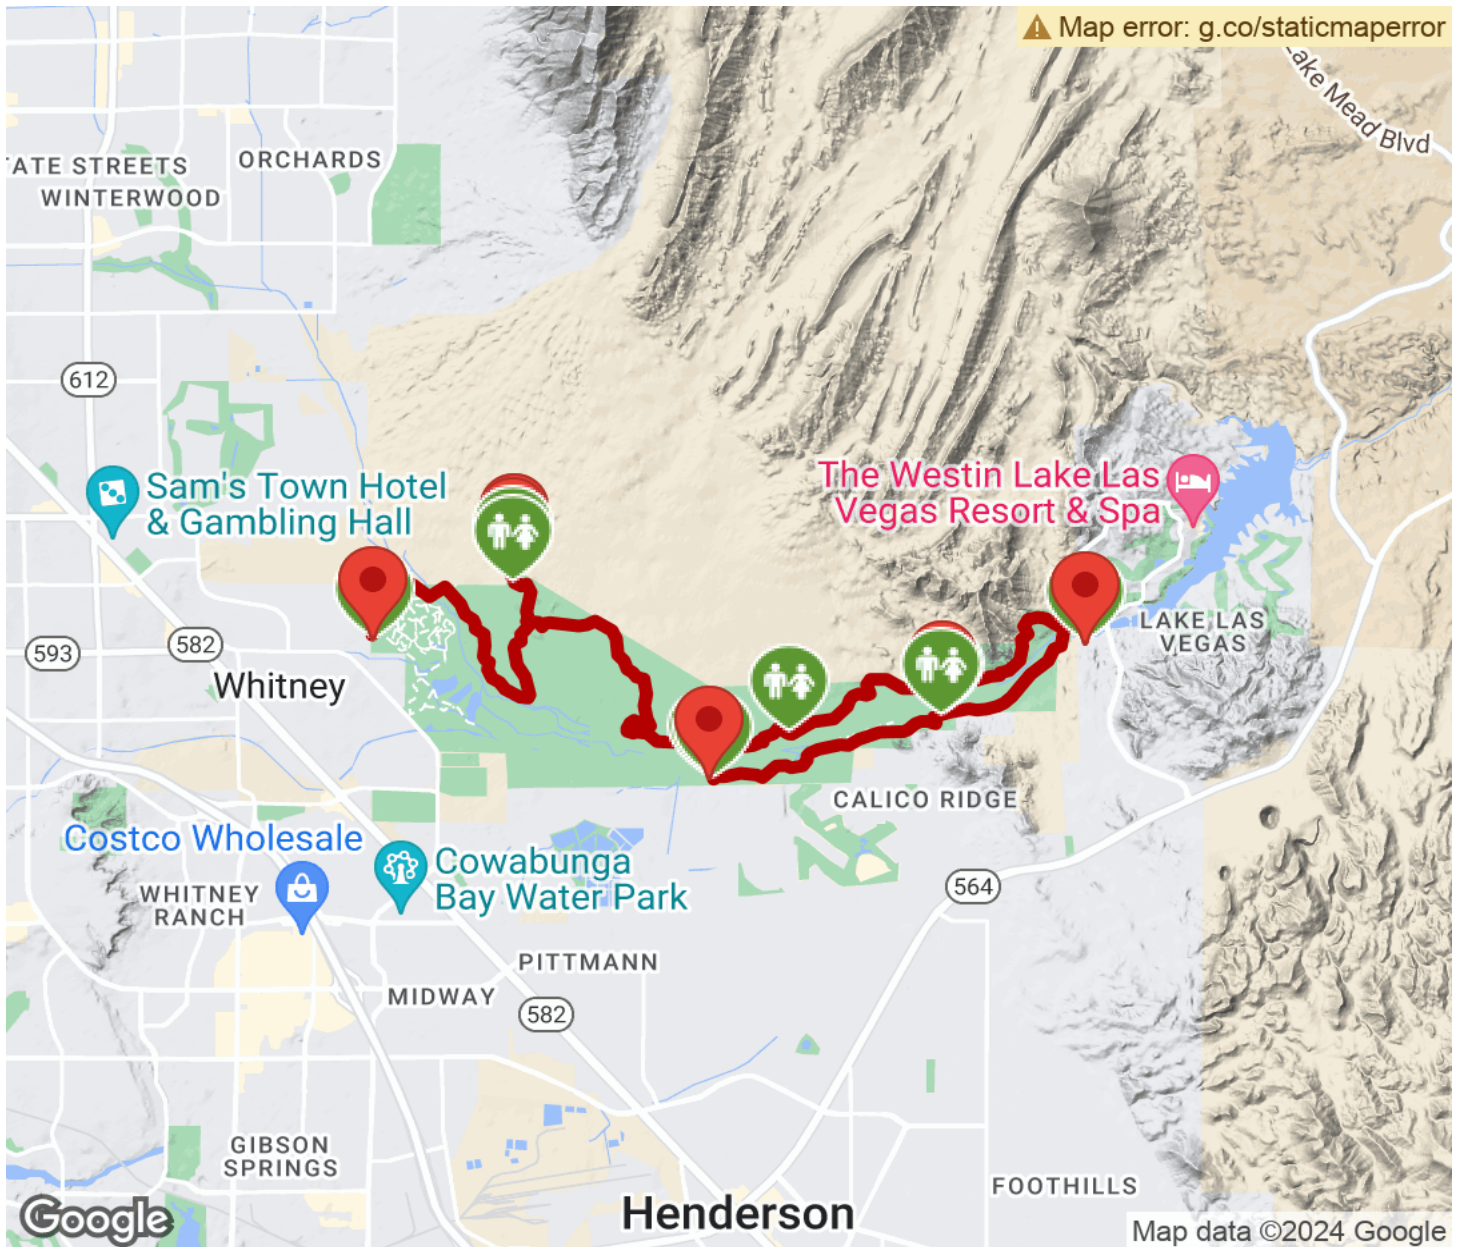 Map error: g.co/staticmaperror
Lake Mead Blvd
TATE STREETS
ORCHARDS
WINTERWOOD
612
Sam's Town Hotel
& Gambling Hall
The Westin Lake Las
Vegas Resort & Spa
LAKE LAS
VEGAS
593
582
Whitney
CALICO RIDGE
Costco Wholesale
Cowabunga
Bay Water Park
WHITNEY
RANCH
564
PITTMANN
MIDWAY
582
GIBSON
SPRINGS
FOOTHILLS
Henderson
Google
Map data ©2024 Google